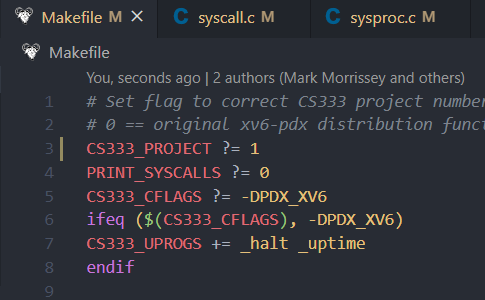 Makefile M syscall.c M sysproc.c M
Makefile
You, seconds ago | 2 authors (Mark Morrissey and others)
1 # Set flag to correct CS333 project number
2 # 0 == original xv6-pdx distribution func
3 CS333_PROJECT ?= 1
4 PRINT_SYSCALLS ?= 0
5 CS333_CFLAGS ?= -DPDX_XV6
6 ifeq ($(CS333_CFLAGS), -DPDX_XV6)
7 CS333_UPROGS += _halt _uptime
8 endif
9